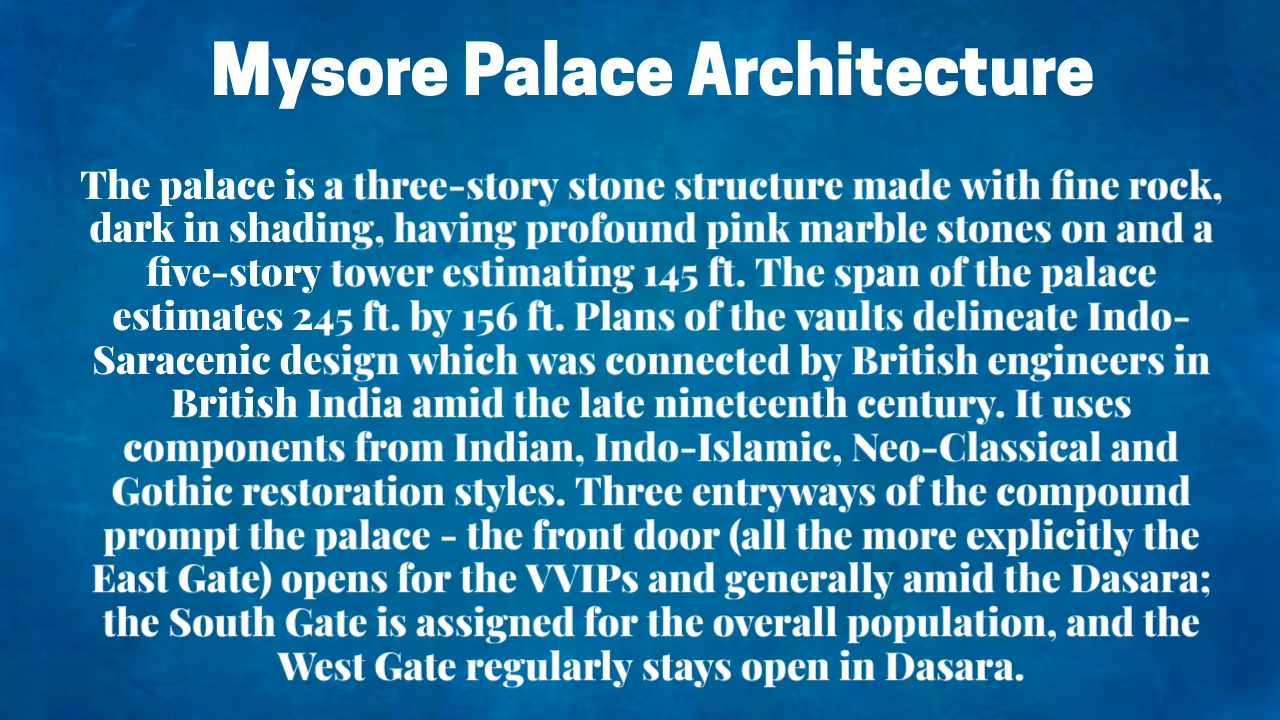 Mysore Palace Architecture
The palace is a three-story stone structure made with fine rock,
dark in shading, having profound pink marble stones on and a
five-story tower estimating 145 ft. The span of the palace
estimates 245 ft. by 156 ft. Plans of the vaults delineate Indo-
Saracenic design which was connected by British engineers in
British India amid the late nineteenth century. It uses
components from Indian, Indo-Islamic, Neo-Classical and
Gothic restoration styles. Three entryways of the compound
prompt the palace - the front door (all the more explicitly the
East Gate) opens for the VVIPs and generally amid the Dasara;
the South Gate is assigned for the overall population, and the
West Gate regularly stays open in Dasara.